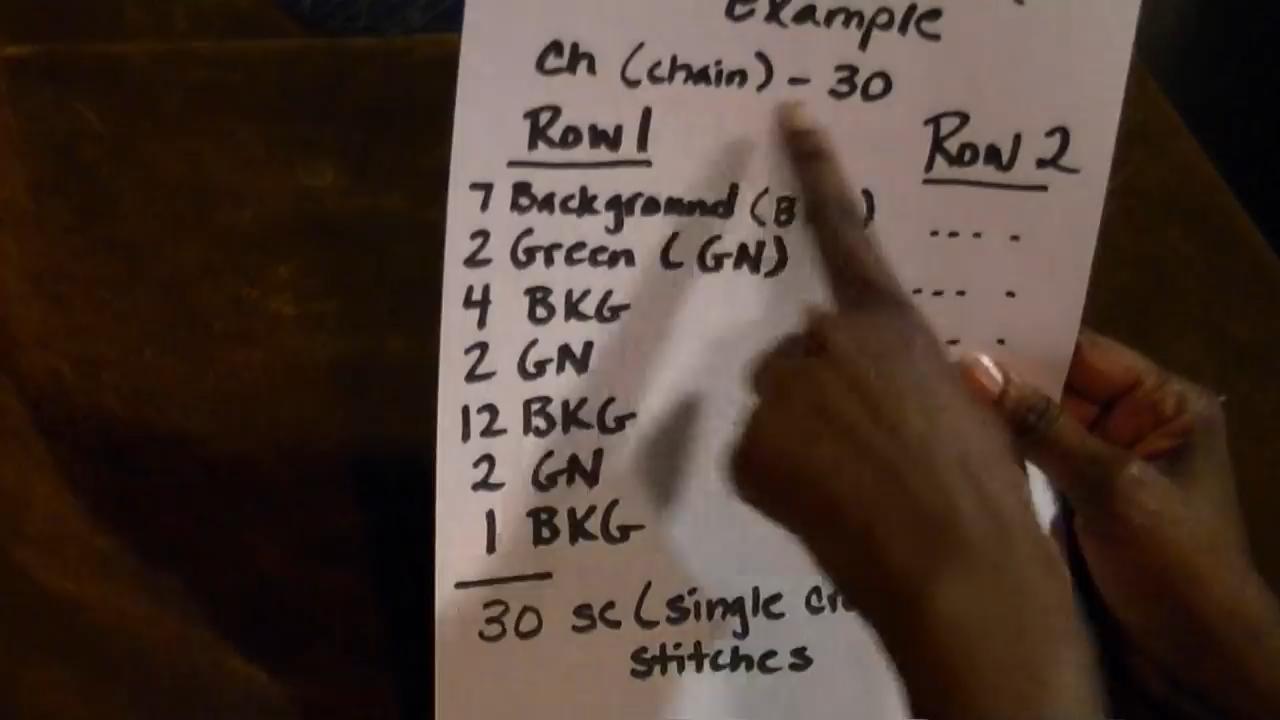 Example
Ch (chain) - 30
Row 1
Row 2
7 Background (B )
2 Green (GN)
4 BKG
2 GN
12 BKG
2 GN
1 BKG
30 sc (single
stitches